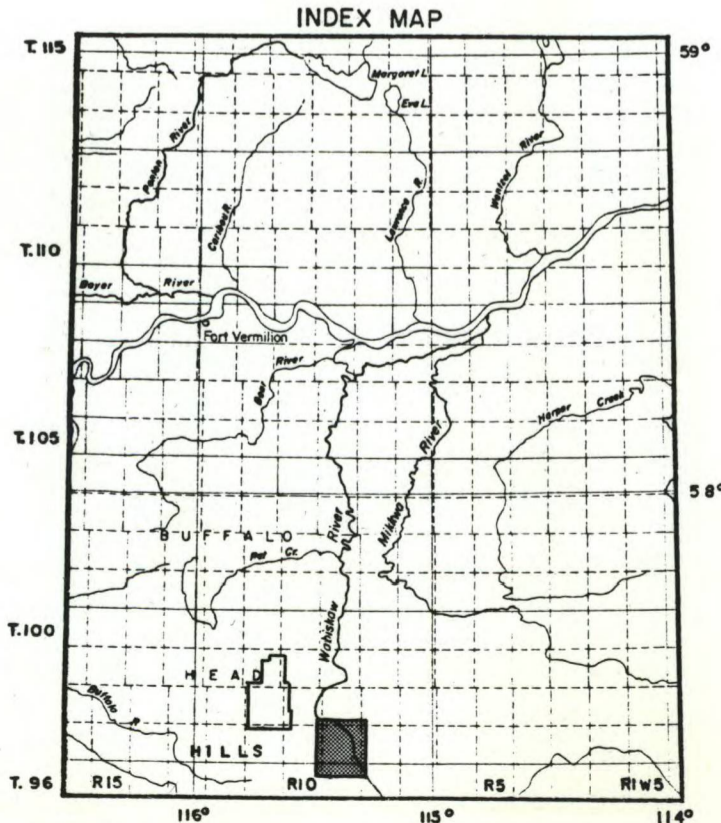 INDEX MAP
T. 115
59°
Margaret L.
Eva L.
Ponton River
Wentzel River
Caribou R.
Lawrence R.
T. 110
Boyer River
Fort Vermilion
Bear River
Harper Creek
T. 105
Mikkwa River
58°
BUFFALO
Pat Cr.
Wabiskaw River
T. 100
HEAD
Buffalo R.
HILLS
T. 96
R15
R10
R5
R1W5
116°
115°
114°